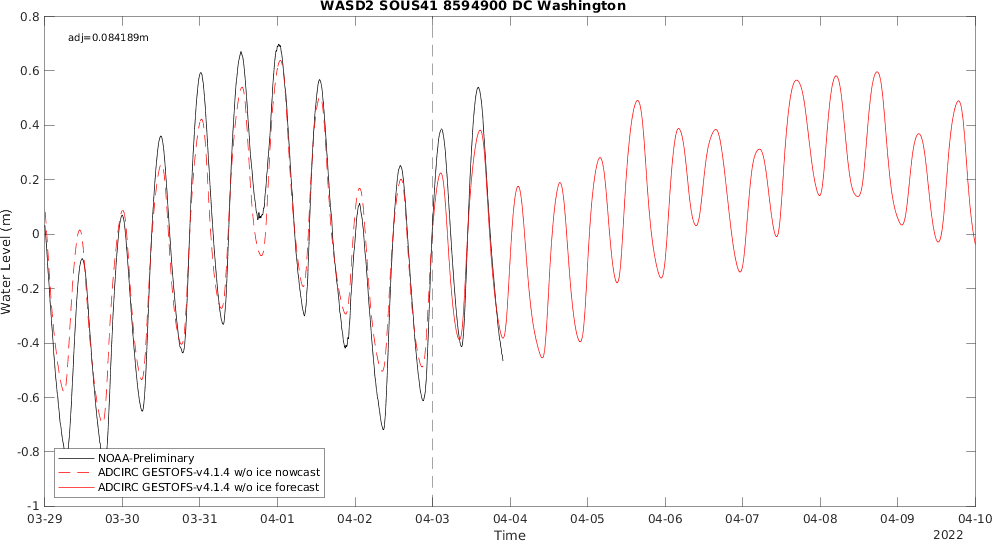 WASD2 SOUS41 8594900 DC Washington
adj=0.084189m
0.8
0.6
0.4
0.2
0
-0.2
-0.4
-0.6
-0.8
-1
Water Level (m)
NOAA-Preliminary
ADCIRC GESTOFS-v4.1.4 w/o ice nowcast
ADCIRC GESTOFS-v4.1.4 w/o ice forecast
03-29 03-30 03-31 04-01 04-02 04-03 04-04 04-05 04-06 04-07 04-08 04-09 04-10
Time
2022